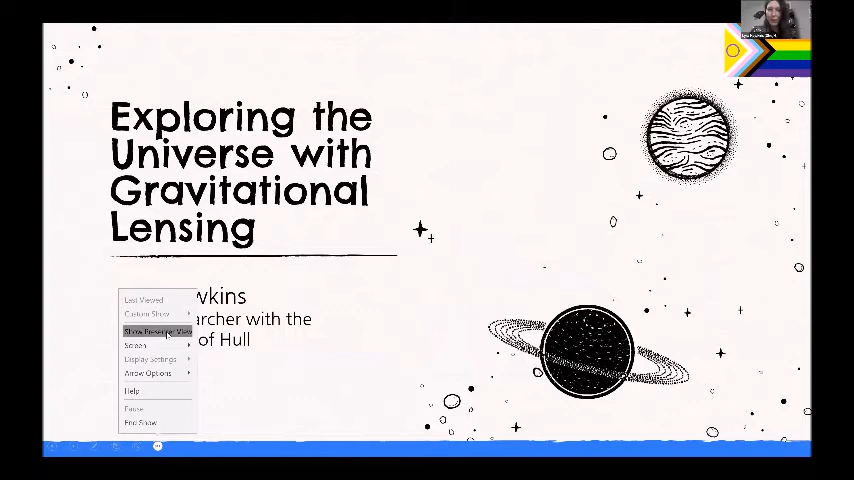 Exploring the
Universe with
Gravitational
Lensing
wkins
archer with the
of Hull
Last Viewed
Custom Show
Show Presenter View
Screen
Display Settings
Arrow Options
Help
Pause
End Show